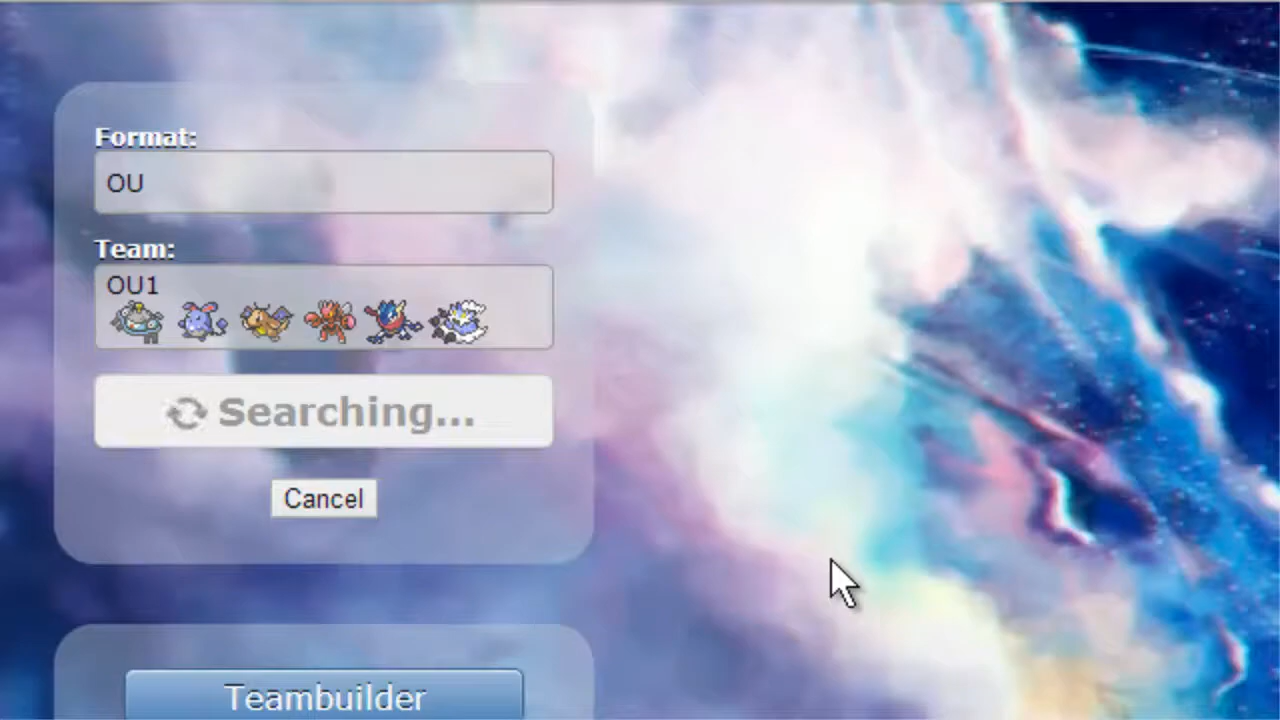 Format:
OU
Team:
OU1
Searching...
Cancel
Teambuilder